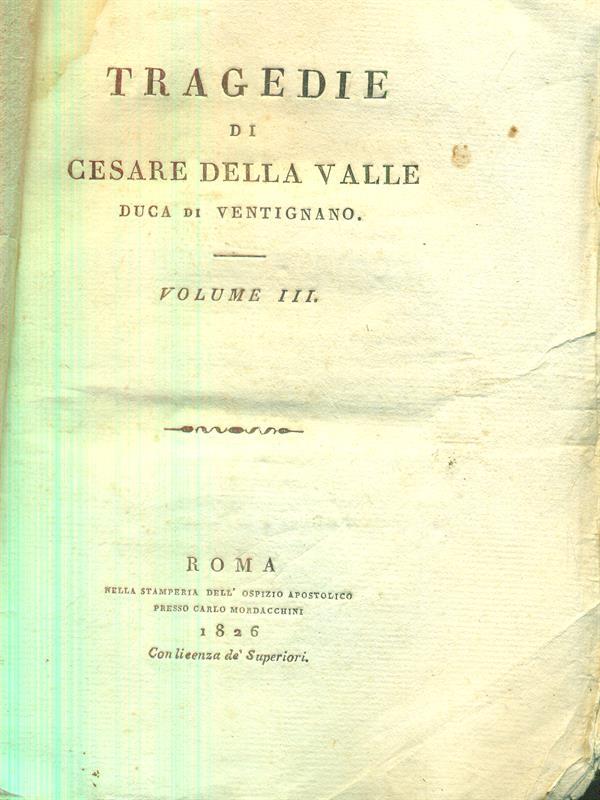 TRAGEDIE
DI
CESARE DELLA VALLE
DUCA DI VENTIGNANO.
VOLUME III.
ROMA
NELLA STAMPERIA DELL' OSPIZIO APOSTOLICO
PRESSO CARLO MORDACCHINI
1826
Con licenza de' Superiori.